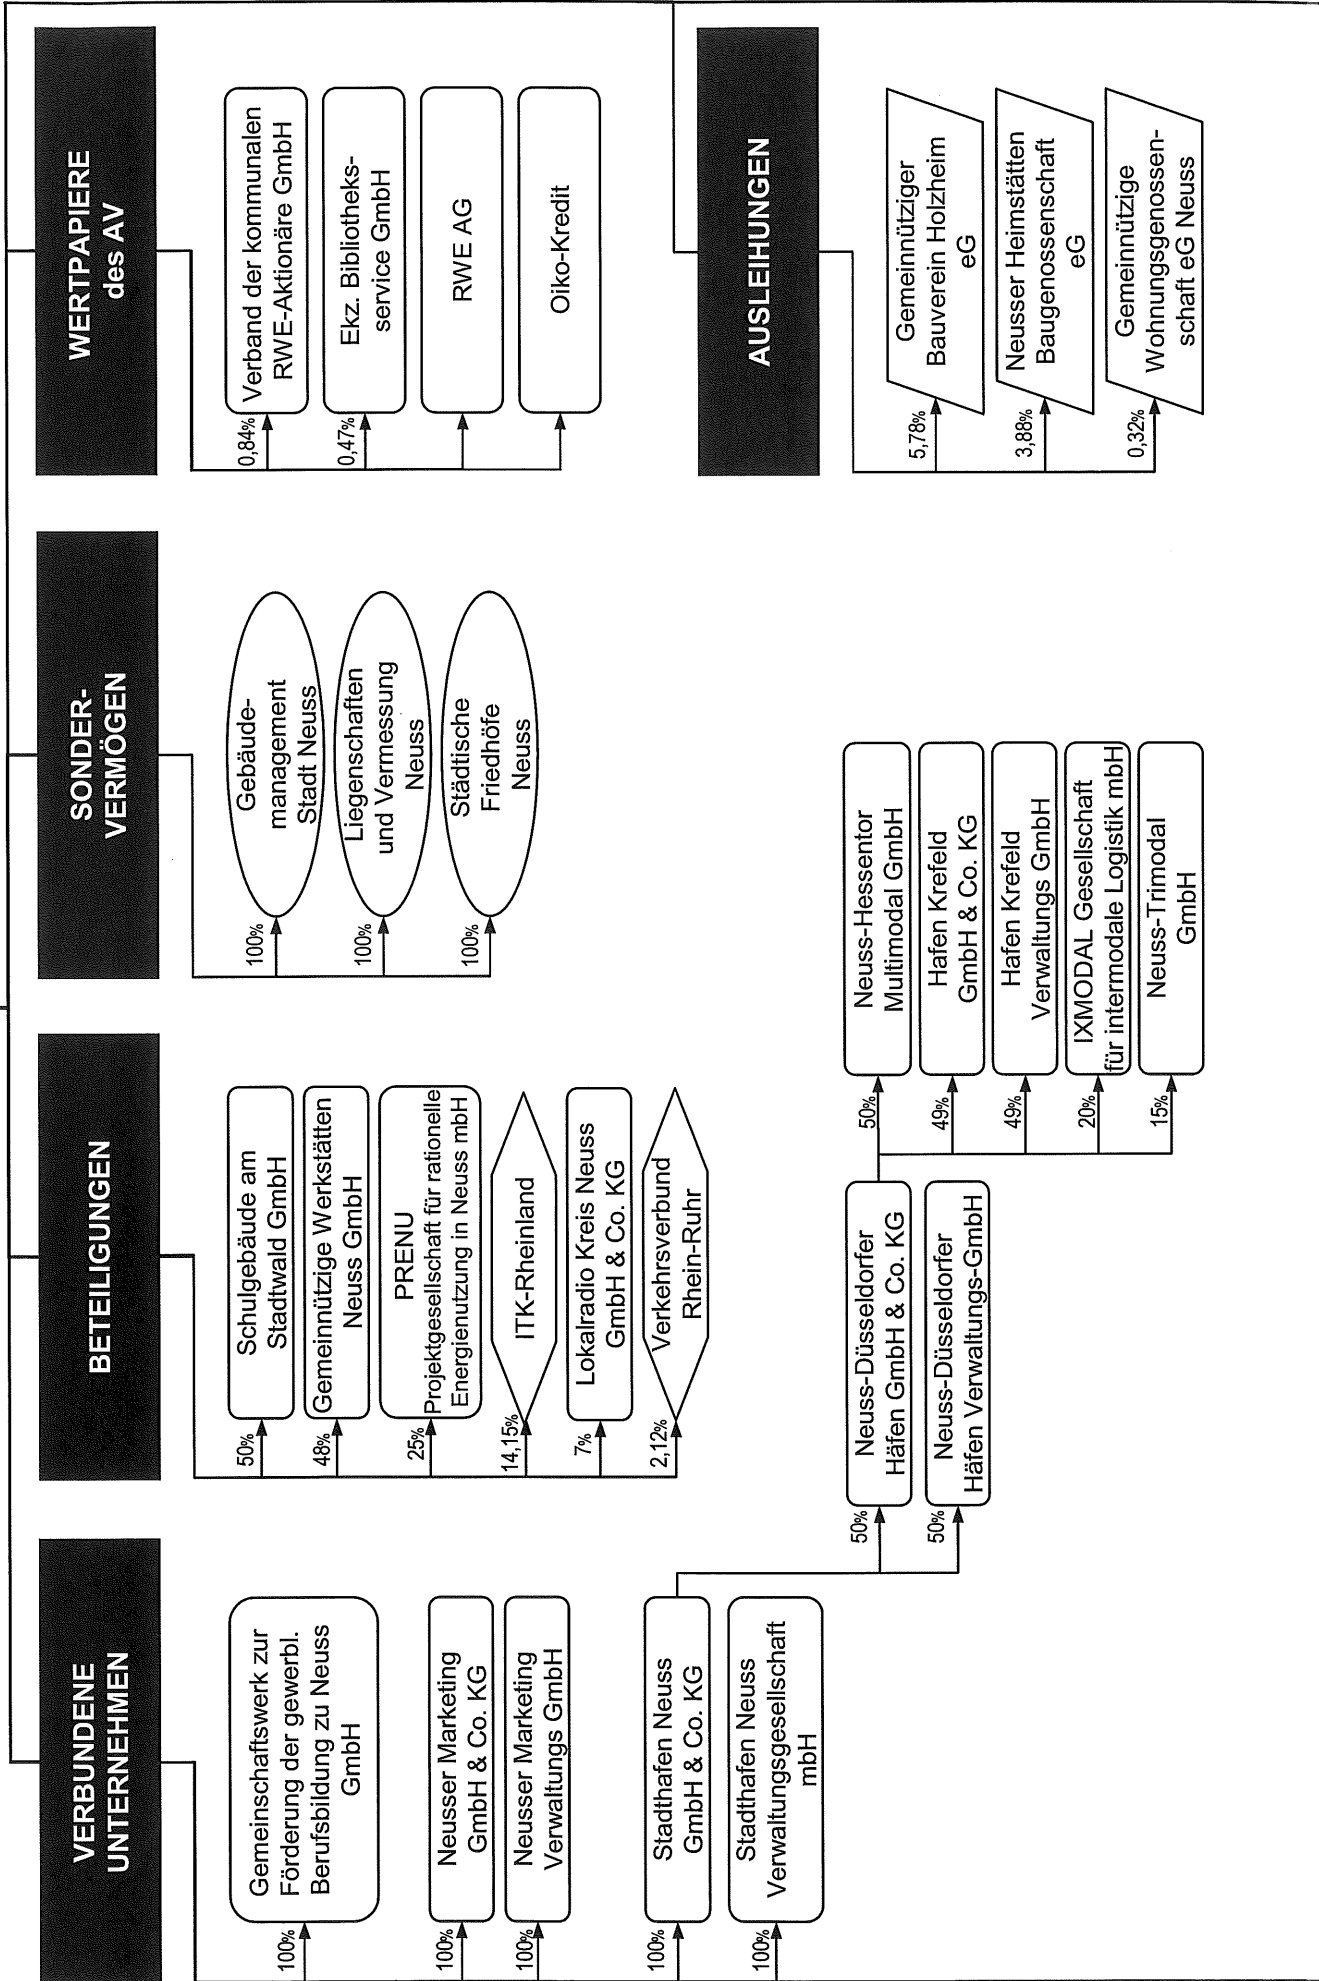 VERBUNDENE
UNTERNEHMEN
100%
Gemeinschaftswerk zur
Förderung der gewerbl.
Berufsbildung zu Neuss
GmbH
100%
Neusser Marketing
GmbH & Co. KG
100%
Neusser Marketing
Verwaltungs GmbH
100%
Stadthafen Neuss
GmbH & Co. KG
100%
Stadthafen Neuss
Verwaltungsgesellschaft
mbH
BETEILIGUNGEN
50%
Schulgebäude am
Stadtwald GmbH
48%
Gemeinnützige Werkstätten
Neuss GmbH
25%
PRENU
Projektgesellschaft für rationelle
Energienutzung in Neuss mbH
14,15%
ITK-Rheinland
7%
Lokalradio Kreis Neuss
GmbH & Co. KG
2,12%
Verkehrsverbund
Rhein-Ruhr
50%
Neuss-Düsseldorfer
Häfen GmbH & Co. KG
50%
Neuss-Düsseldorfer
Häfen Verwaltungs-GmbH
50%
Neuss-Hessentor
Multimodal GmbH
49%
Hafen Krefeld
GmbH & Co. KG
49%
Hafen Krefeld
Verwaltungs GmbH
20%
IXMODAL Gesellschaft
für intermodale Logistik mbH
15%
Neuss-Trimodal
GmbH
SONDER-
VERMÖGEN
100%
Gebäude-
management
Stadt Neuss
100%
Liegenschaften
und Vermessung
Neuss
100%
Städtische
Friedhöfe
Neuss
WERTPAPIERE
des AV
0,84%
Verband der kommunalen
RWE-Aktionäre GmbH
0,47%
Ekz. Bibliotheks-
service GmbH
RWE AG
Oiko-Kredit
AUSLEIHUNGEN
5,78%
Gemeinnütziger
Bauverein Holzheim
eG
3,88%
Neusser Heimstätten
Baugenossenschaft
eG
0,32%
Gemeinnützige
Wohnungsgenossen-
schaft eG Neuss